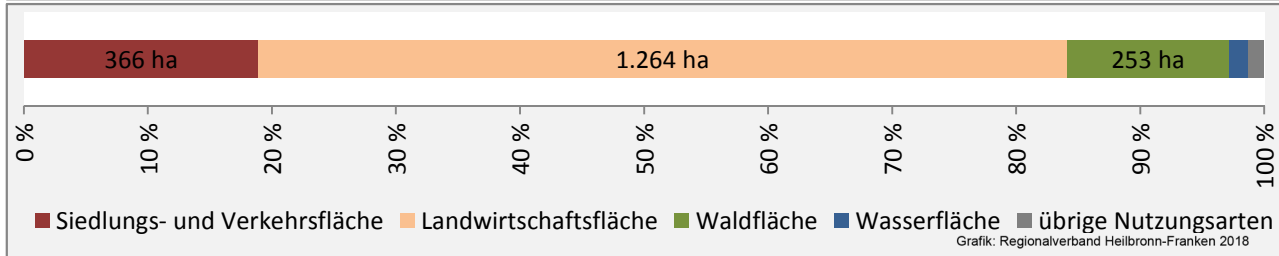 366 ha 1.264 ha 253 ha
0 % 10 % 20 % 30 % 40 % 50 % 60 % 70 % 80 % 90 % 100 %
Siedlungs- und Verkehrsfläche Landwirtschaftsfläche Waldfläche Wasserfläche übrige Nutzungsarten
Grafik: Regionalverband Heilbronn-Franken 2018